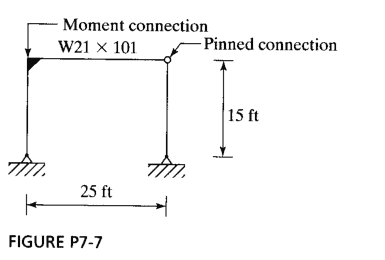 Moment connection
W21 × 101
Pinned connection
15 ft
25 ft
FIGURE P7-7